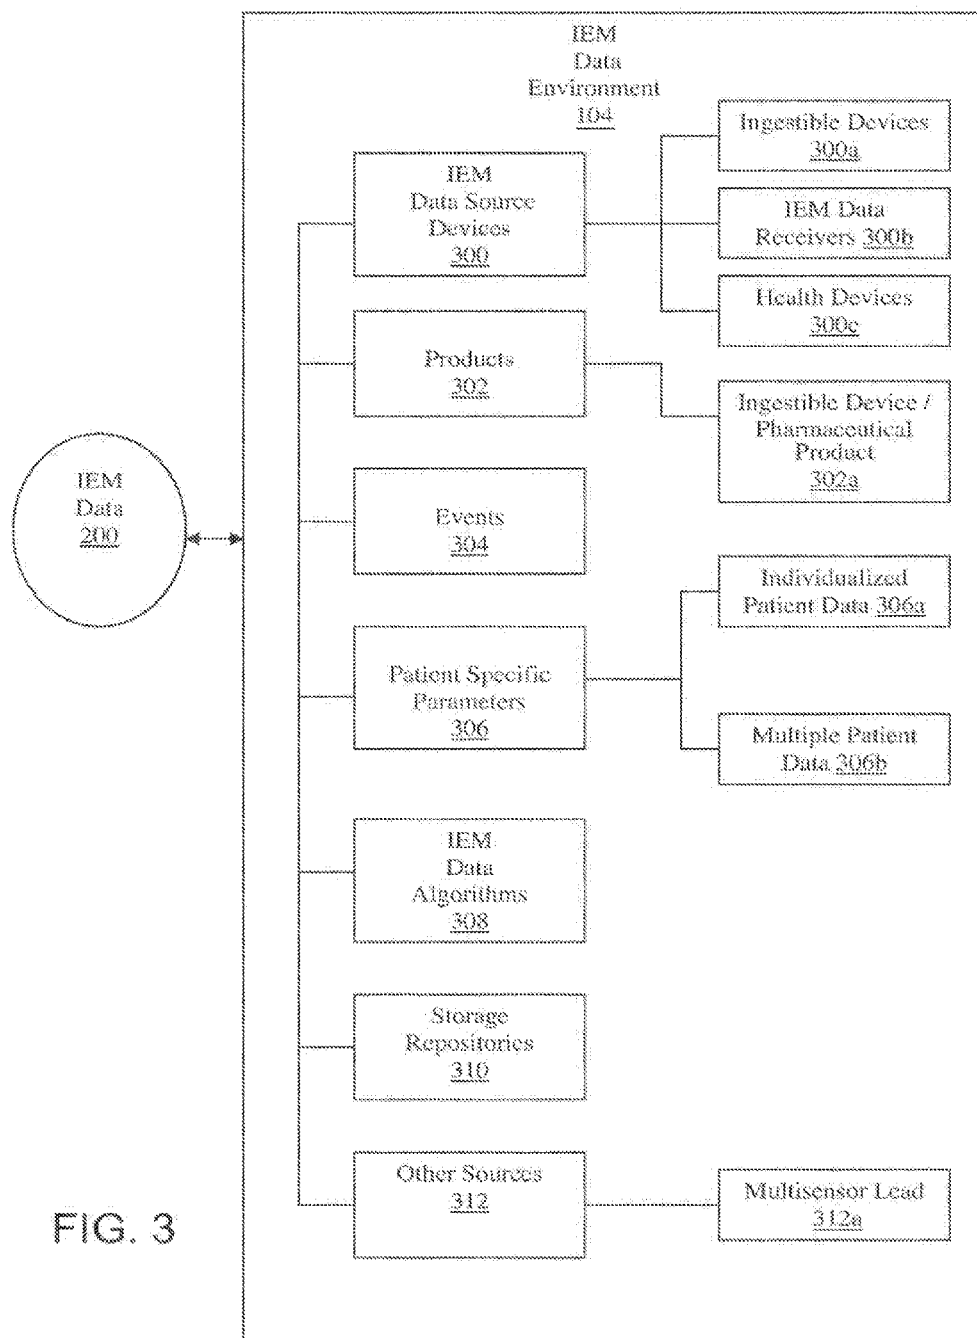 IEM
Data
Environment
104
IEM
Data Source
Devices
300
Ingestible Devices
300a
IEM Data
Receivers 300b
Health Devices
300c
Products
302
Ingestible Device /
Pharmaceutical
Product
302a
IEM
Data
200
Events
304
Individualized
Patient Data 306a
Patient Specific
Parameters
306
Multiple Patient
Data 306b
IEM
Data
Algorithms
308
Storage
Repositories
310
Other Sources
312
Multisensor Lead
312a
FIG. 3